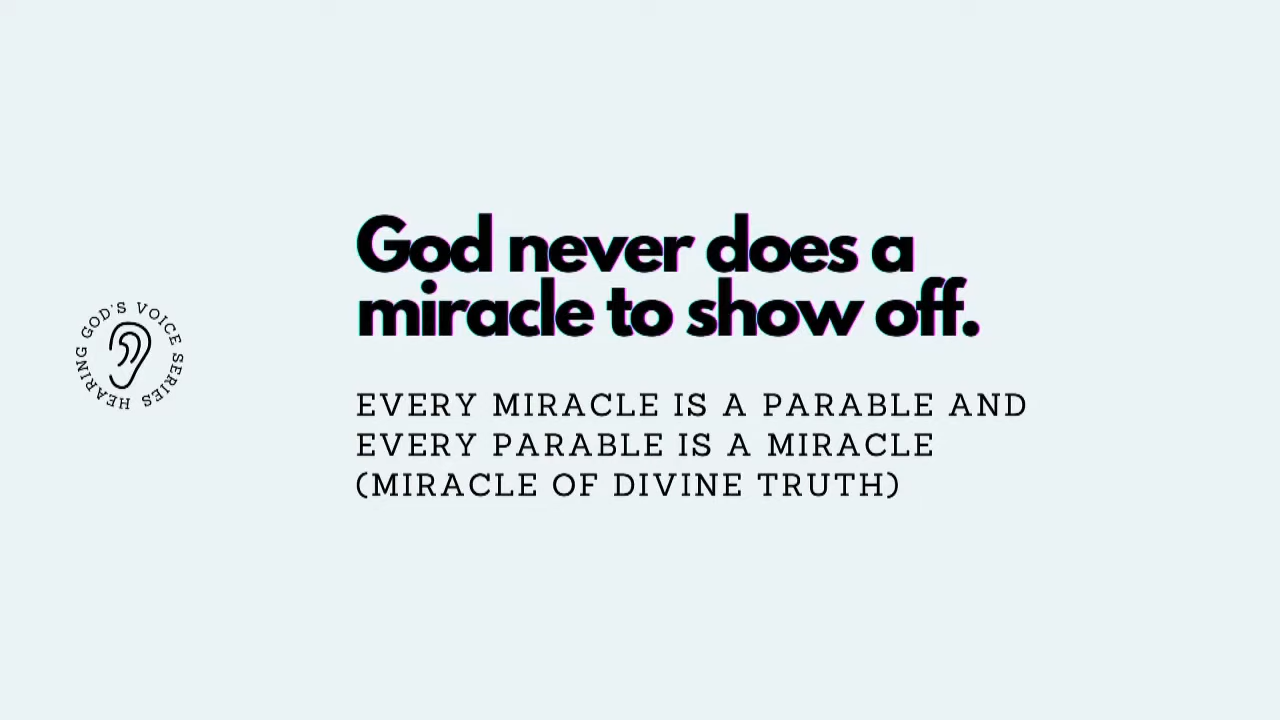 HEARING GOD'S VOICE SERIES
God never does a
miracle to show off.
EVERY MIRACLE IS A PARABLE AND
EVERY PARABLE IS A MIRACLE
(MIRACLE OF DIVINE TRUTH)